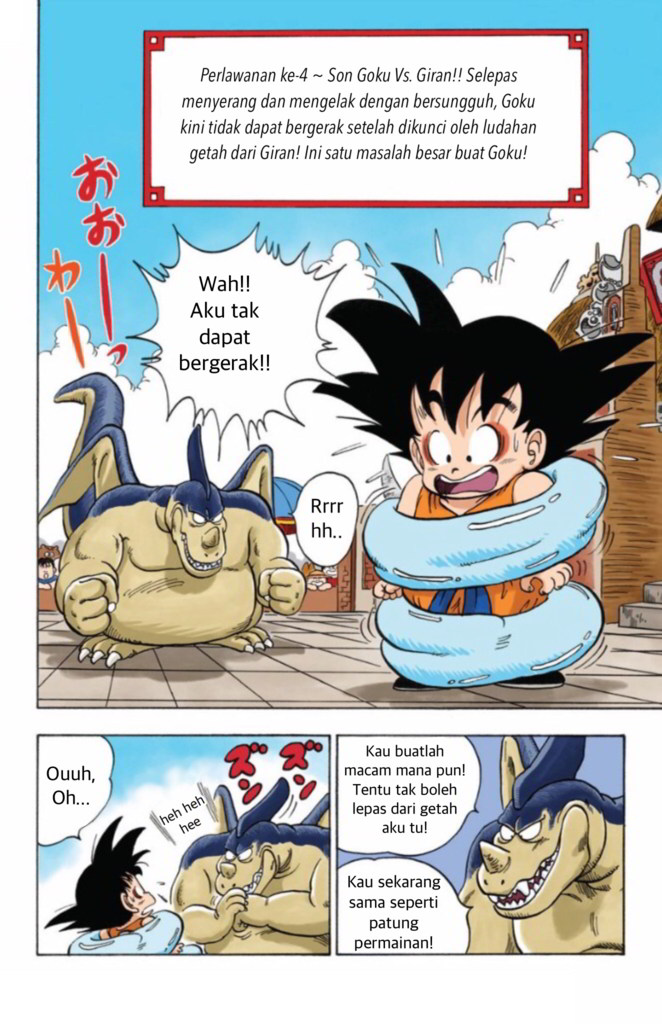 Perlawanan ke-4 ~ Son Goku Vs. Giran!! Selepas
menyerang dan mengelak dengan bersungguh, Goku
kini tidak dapat bergerak setelah dikunci oleh ludahan
getah dari Giran! Ini satu masalah besar buat Goku!
おおーっ
わー
Wah!!
Aku tak
dapat
bergerak!!
Rrrr
hh..
Ouuh,
Oh...
heh heh
hee
ズン
ズン
Kau buatlah
macam mana pun!
Tentu tak boleh
lepas dari getah
aku tu!
Kau sekarang
sama seperti
patung
permainan!